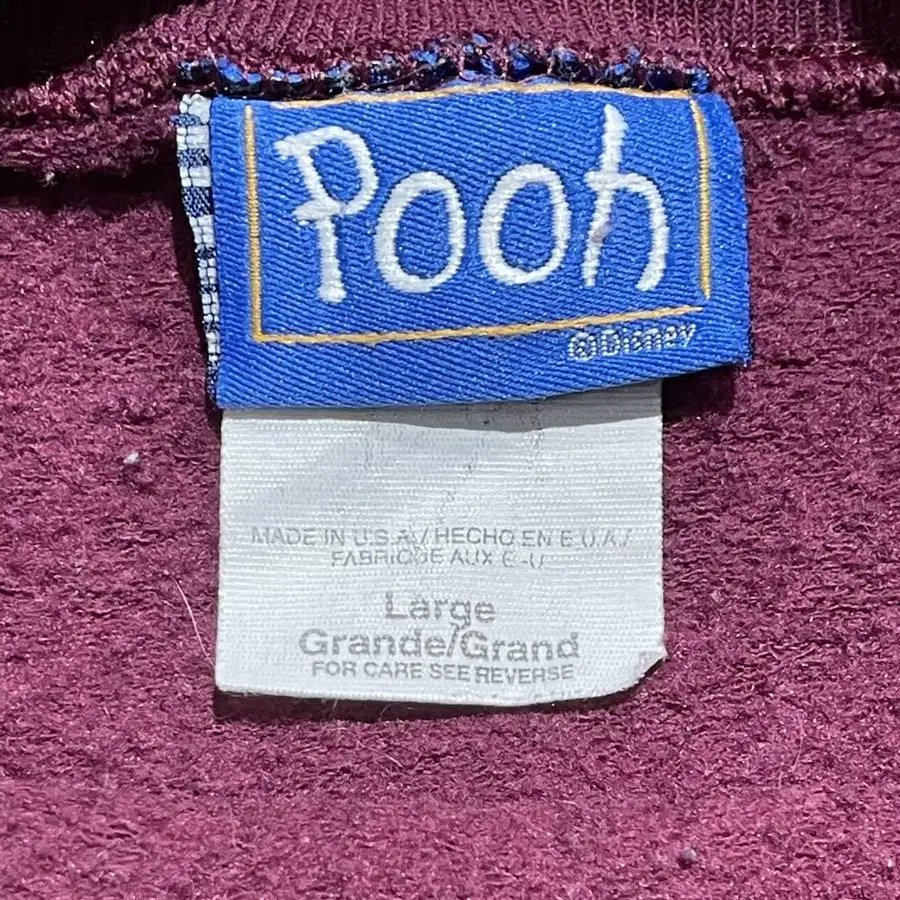 Pooh
©Disney
MADE IN U.S.A./ HECHO EN E.U.A./
FABRIQUE AUX E-U
Large
Grande/Grand
FOR CARE SEE REVERSE